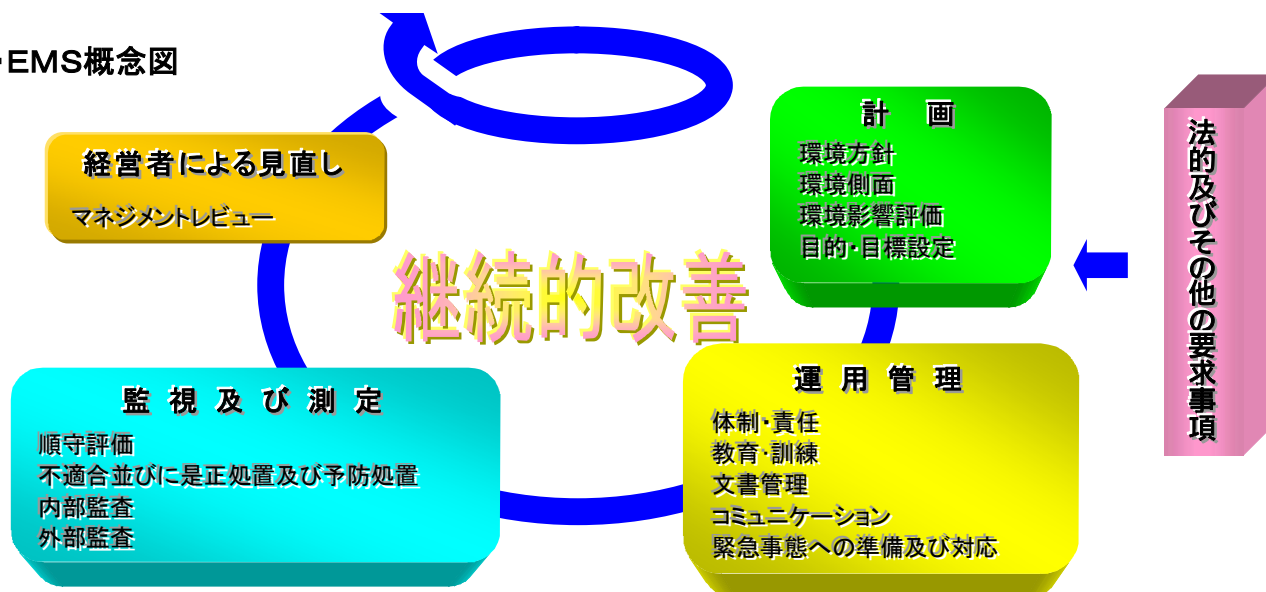 ・EMS概念図
経営者による見直し
マネジメントレビュー
計　画
環境方針
環境側面
環境影響評価
目的・目標設定
法的及びその他の要求事項
継続的改善
監視及び測定
順守評価
不適合並びに是正処置及び予防処置
内部監査
外部監査
運用管理
体制・責任
教育・訓練
文書管理
コミュニケーション
緊急事態への準備及び対応